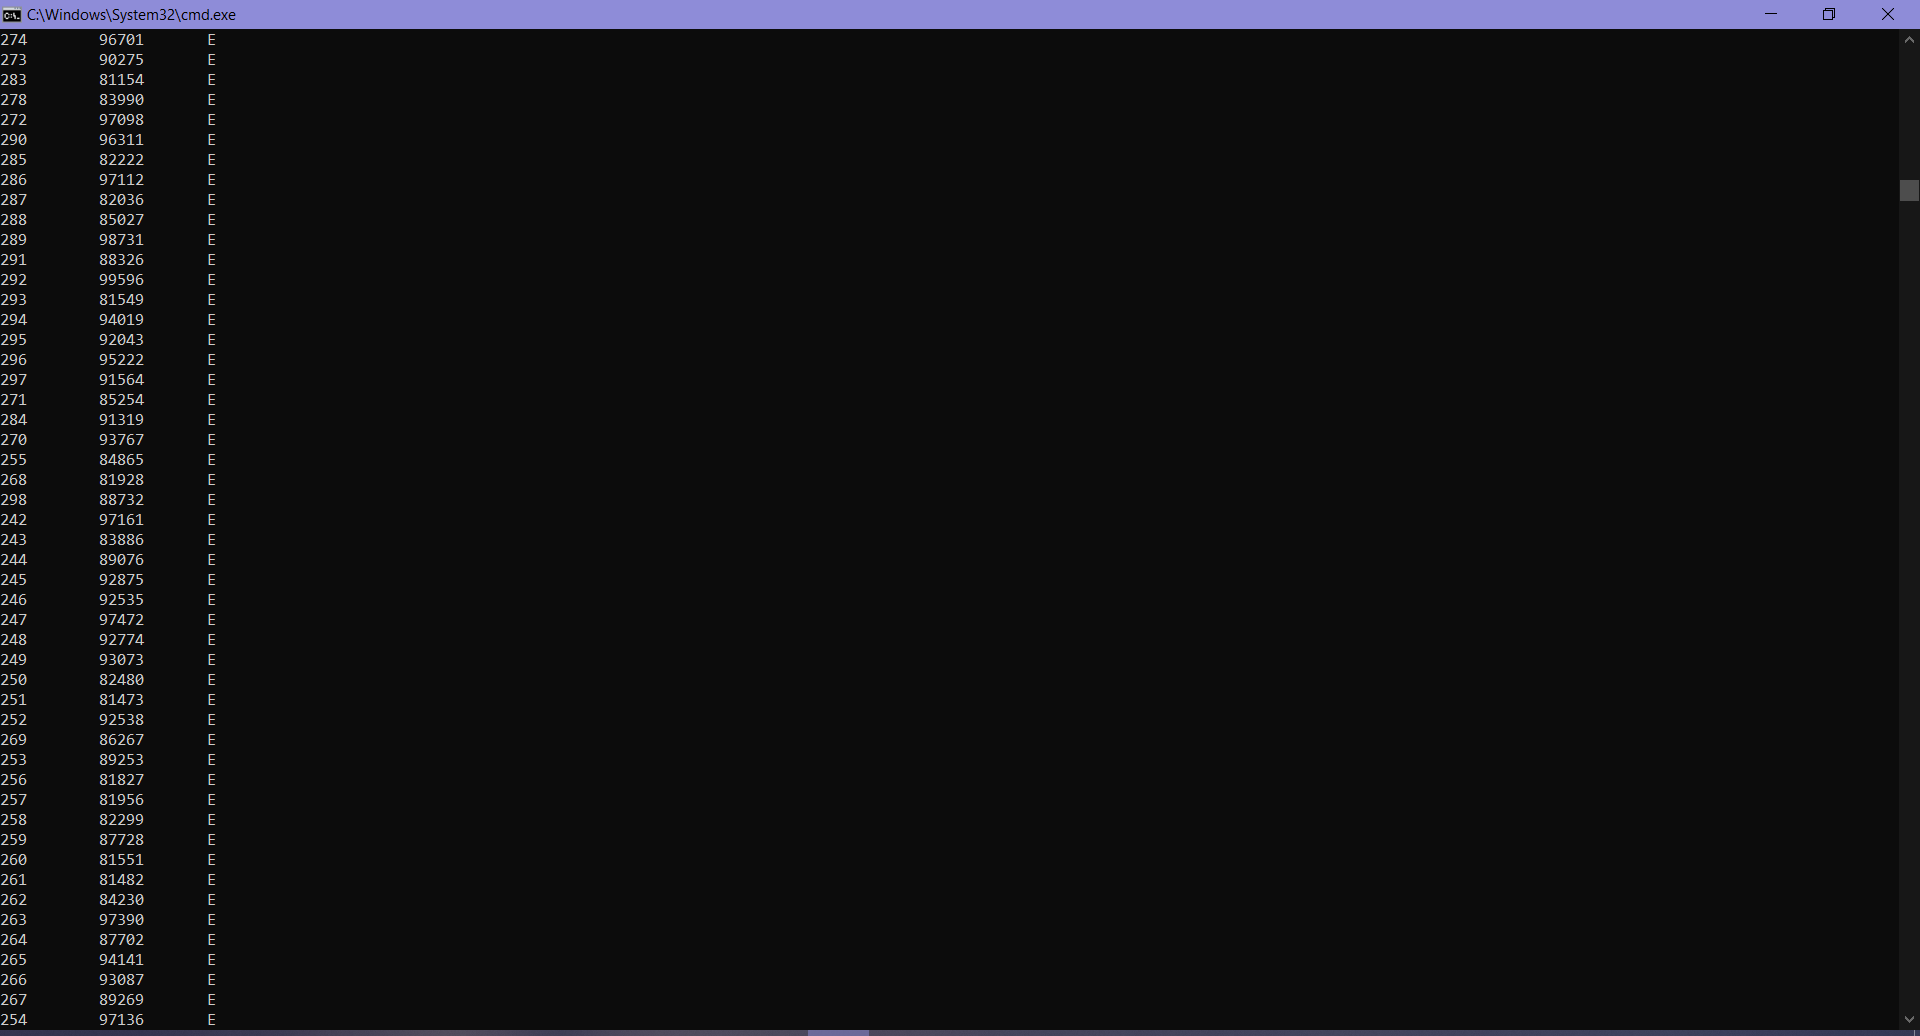 C:\Windows\System32\cmd.exe
274 96701 E
273 90275 E
283 81154 E
278 83990 E
272 97098 E
290 96311 E
285 82222 E
286 97112 E
287 82036 E
288 85027 E
289 98731 E
291 88326 E
292 99596 E
293 81549 E
294 94019 E
295 92043 E
296 95222 E
297 91564 E
271 85254 E
284 91319 E
270 93767 E
255 84865 E
268 81928 E
298 88732 E
242 97161 E
243 83886 E
244 89076 E
245 92875 E
246 92535 E
247 97472 E
248 92774 E
249 93073 E
250 82480 E
251 81473 E
252 92538 E
269 86267 E
253 89253 E
256 81827 E
257 81956 E
258 82299 E
259 87728 E
260 81551 E
261 81482 E
262 84230 E
263 97390 E
264 87702 E
265 94141 E
266 93087 E
267 89269 E
254 97136 E